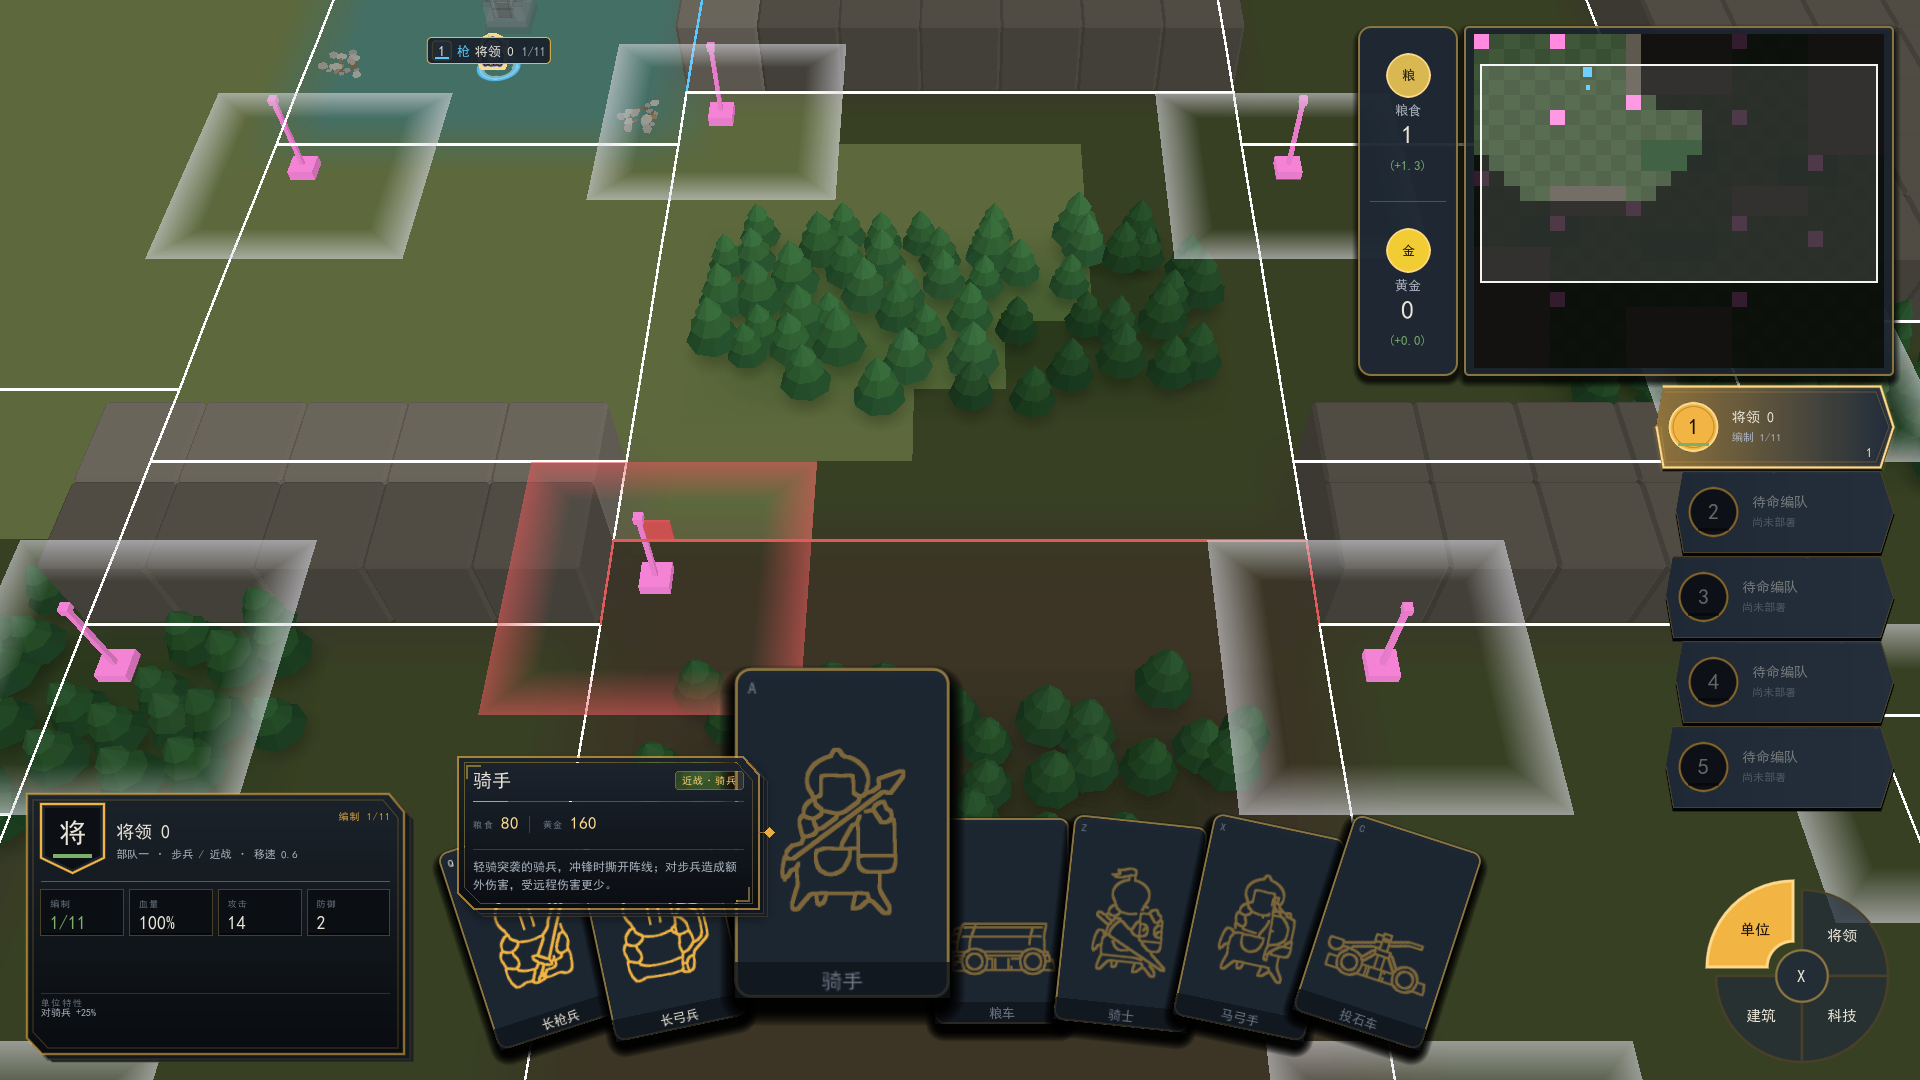 1 枪 将领 0 1/11
粮
粮食
1
(+1.3)
金
黄金
0
(+0.0)
1
将领 0
编制 1/11
1
2
待命编队
尚未部署
3
待命编队
尚未部署
4
待命编队
尚未部署
5
待命编队
尚未部署
将
将领 0
编制 1/11
部队一 · 步兵 / 近战 · 移速 0.6
编制
1/11
血量
100%
攻击
14
防御
2
单位特性
对骑兵 +25%
骑手
近战·骑兵
粮食 80
黄金 160
轻骑突袭的骑兵，冲锋时撕开阵线；对步兵造成额
外伤害，受远程伤害更少。
Q
长枪兵
长弓兵
A
骑手
粮车
Z
骑士
X
马弓手
C
投石车
单位
将领
X
建筑
科技